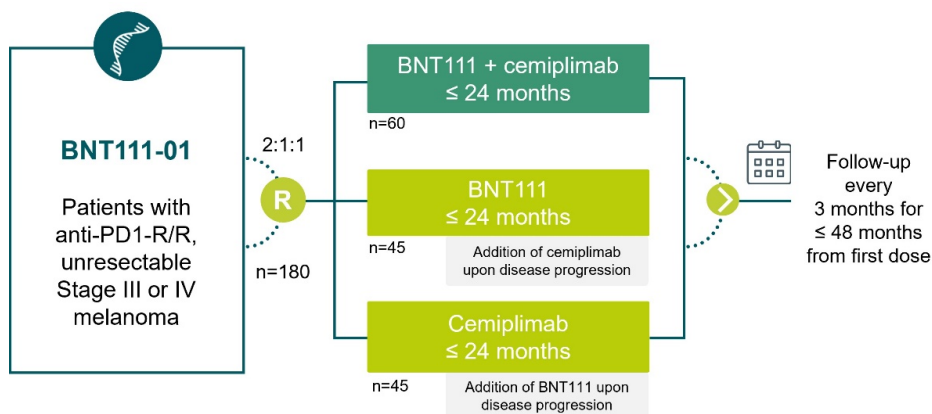 BNT111-01
Patients with
anti-PD1-R/R,
unresectable
Stage III or IV
melanoma
2:1:1
R
n=180
BNT111 + cemiplimab
≤ 24 months
n=60
BNT111
≤ 24 months
n=45
Addition of cemiplimab
upon disease progression
Cemiplimab
≤ 24 months
n=45
Addition of BNT111 upon
disease progression
Follow-up
every
3 months for
≤ 48 months
from first dose